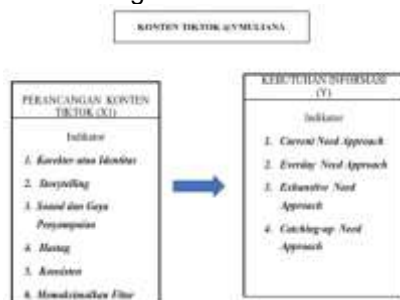 KONTEN TIKTOK @VMULIANA
PERANCANGAN KONTEN
TIKTOK (X1)
Indikator
1. Karekter atau Identitas
2. Storytelling
3. Sound dan Gaya
Penyampaian
4. Hastag
5. Konsisten
6. Memaksimalkan Fitur
KEBUTUHAN INFORMASI
(Y)
Indikator
1. Current Need Approach
2. Everday Need Approach
3. Exhaustive Need
Approach
4. Catching-up Need
Approach